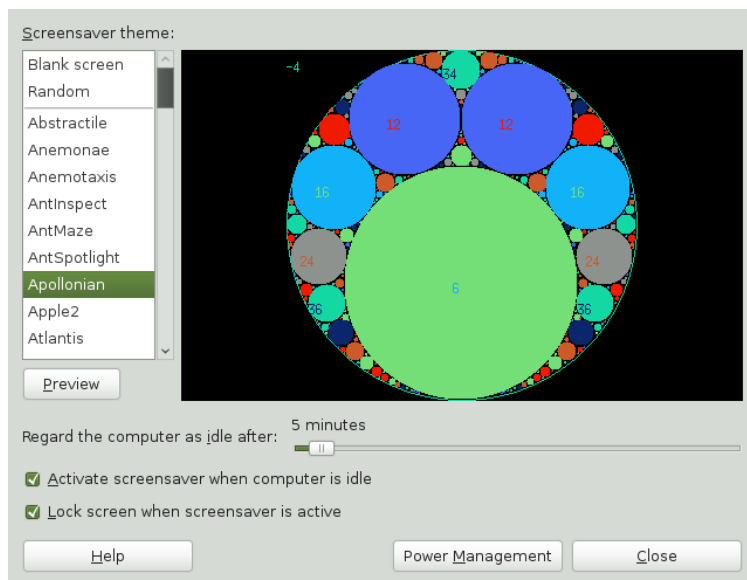 Screensaver theme:
Blank screen
Random
Abstractile
Anemonae
Anemotaxis
AntInspect
AntMaze
AntSpotlight
Apollonian
Apple2
Atlantis
Preview
-4
34
12 12
16 16
24 24
6
36 36
Regard the computer as idle after: 5 minutes
Activate screensaver when computer is idle
Lock screen when screensaver is active
Help Power Management Close